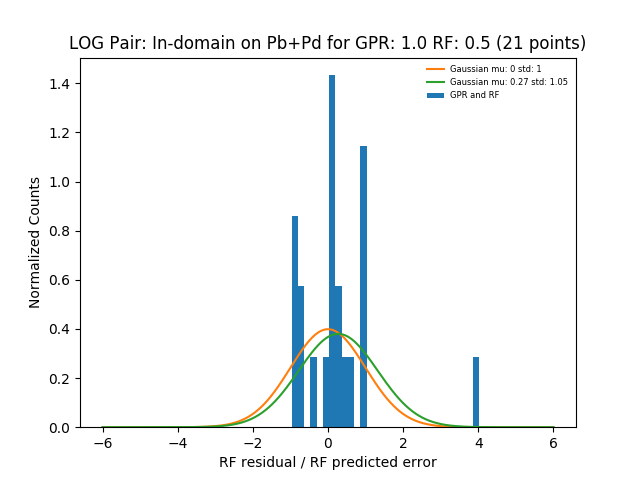 LOG Pair: In-domain on Pb+Pd for GPR: 1.0 RF: 0.5 (21 points)
Gaussian mu: 0 std: 1
Gaussian mu: 0.27 std: 1.05
GPR and RF
Normalized Counts
1.4
1.2
1.0
0.8
0.6
0.4
0.2
0.0
−6 −4 −2 0 2 4 6
RF residual / RF predicted error